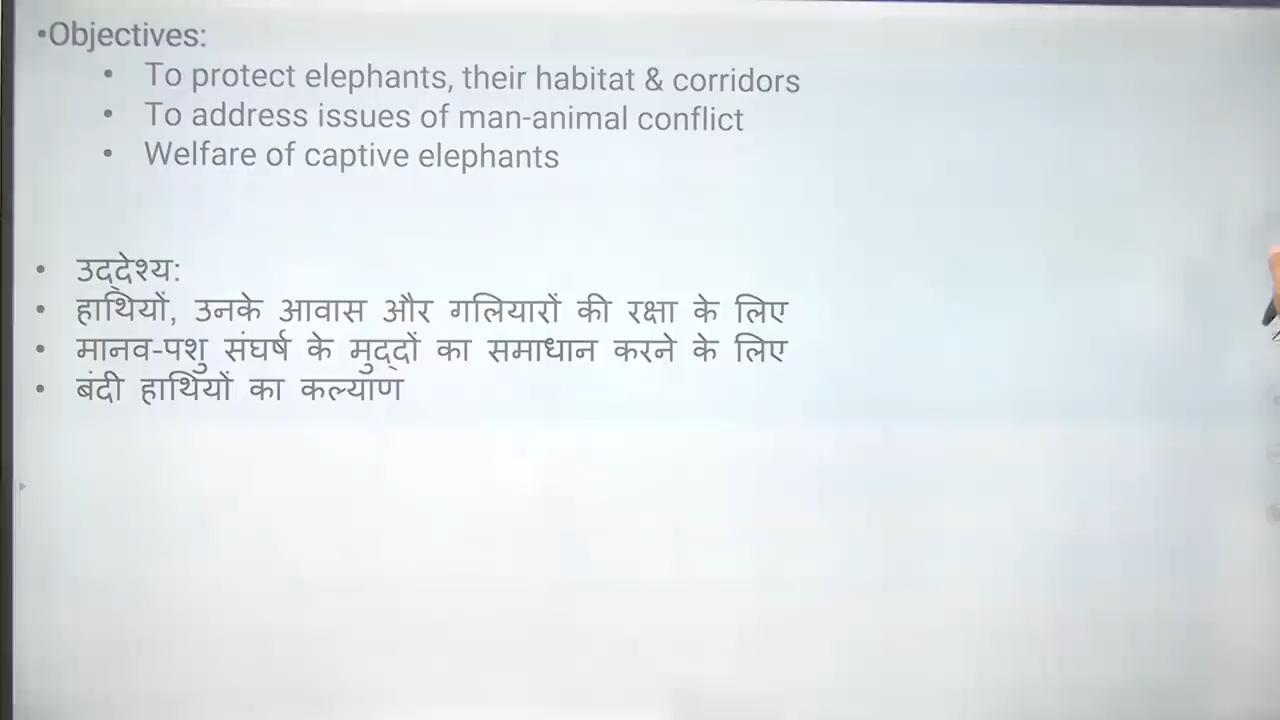 •Objectives:
• To protect elephants, their habitat & corridors
• To address issues of man-animal conflict
• Welfare of captive elephants
• उद्देश्य:
• हाथियों, उनके आवास और गलियारों की रक्षा के लिए
• मानव-पशु संघर्ष के मुद्दों का समाधान करने के लिए
• बंदी हाथियों का कल्याण